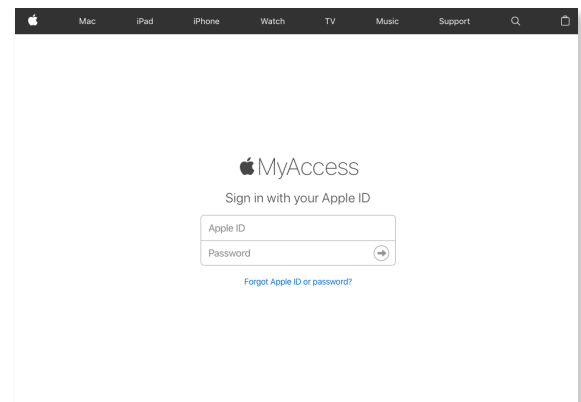 Mac iPad iPhone Watch TV Music Support
MyAccess
Sign in with your Apple ID
Apple ID
Password
Forgot Apple ID or password?